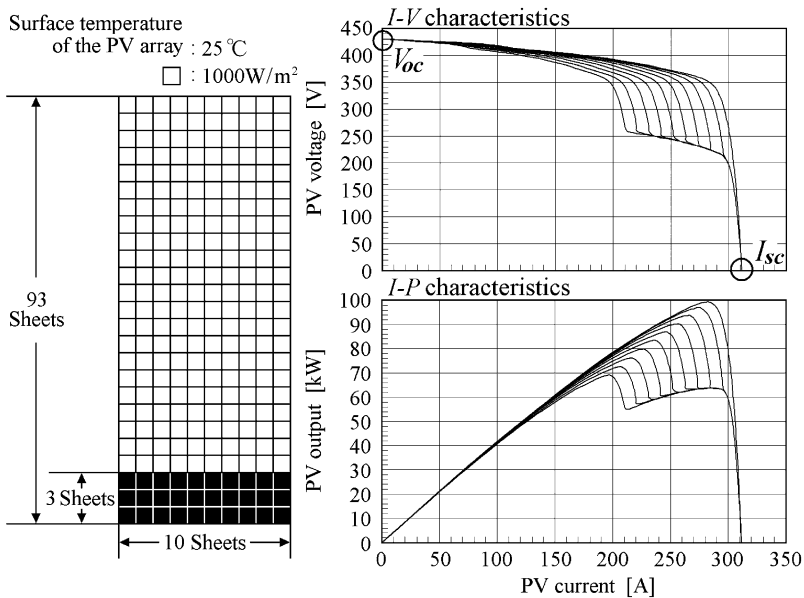 Surface temperature
of the PV array : 25℃
□ : 1000W/m²
93
Sheets
3 Sheets
10 Sheets
I-V characteristics
PV voltage [V]
450
400
350
300
250
200
150
100
50
0
Voc
Isc
I-P characteristics
PV output [kW]
100
90
80
70
60
50
40
30
20
10
0
0 50 100 150 200 250 300 350
PV current [A]